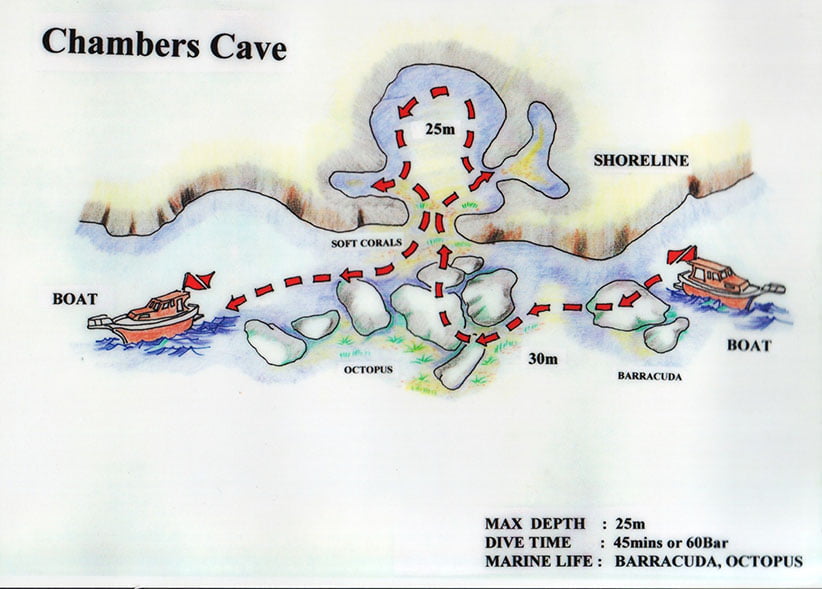 Chambers Cave
25m
SHORELINE
SOFT CORALS
BOAT
BOAT
30m
OCTOPUS
BARRACUDA
MAX DEPTH : 25m
DIVE TIME : 45mins or 60Bar
MARINE LIFE : BARRACUDA, OCTOPUS